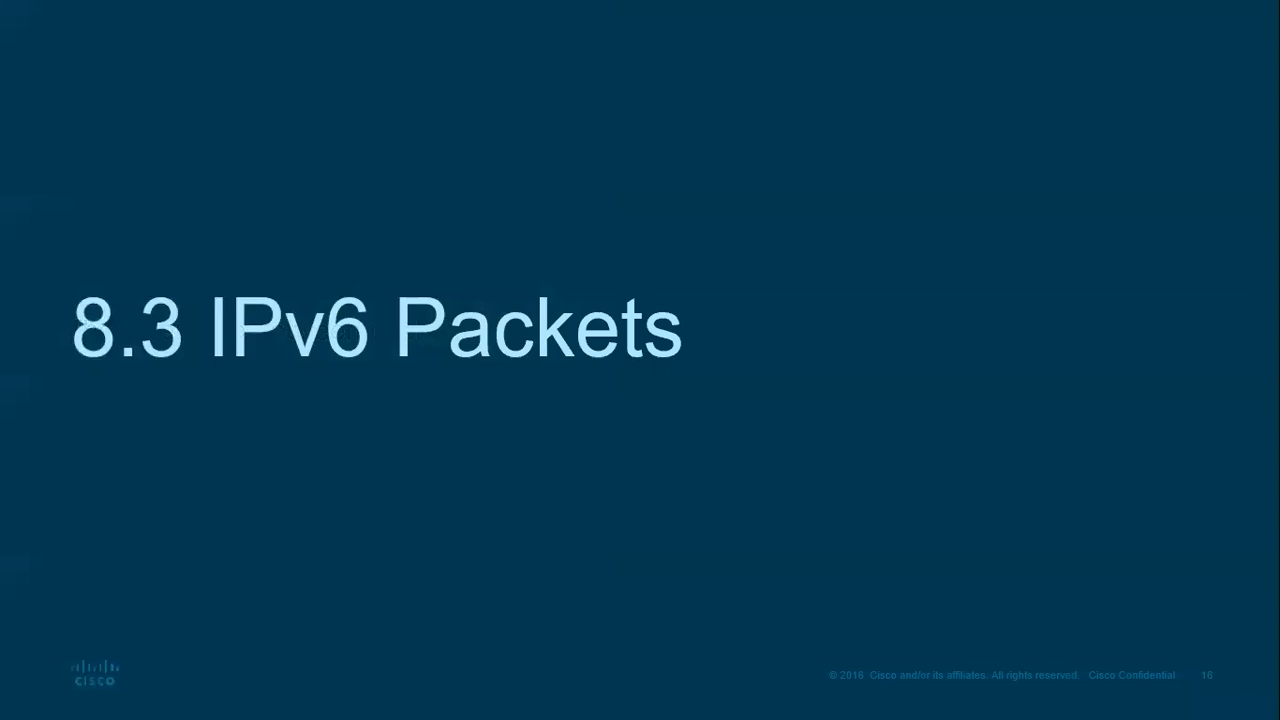 8.3 IPv6 Packets
CISCO
© 2016 Cisco and/or its affiliates. All rights reserved. Cisco Confidential 16